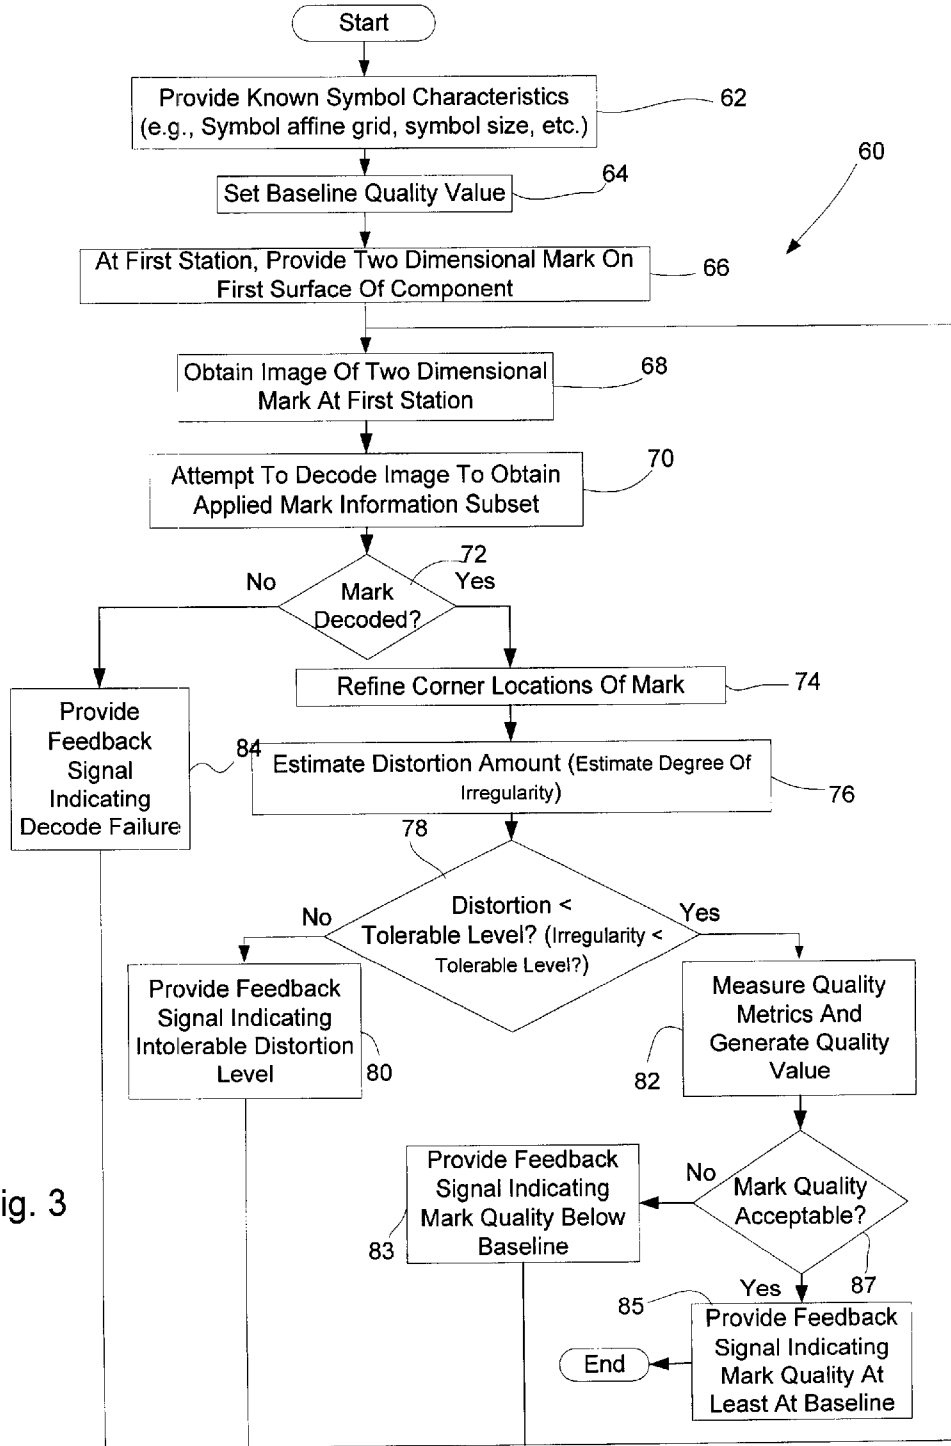 Start
Provide Known Symbol Characteristics
(e.g., Symbol affine grid, symbol size, etc.)
62
Set Baseline Quality Value
64
60
At First Station, Provide Two Dimensional Mark On
First Surface Of Component
66
Obtain Image Of Two Dimensional
Mark At First Station
68
Attempt To Decode Image To Obtain
Applied Mark Information Subset
70
72
No
Yes
Mark
Decoded?
Refine Corner Locations Of Mark
74
Provide
Feedback
Signal
Indicating
Decode Failure
84
Estimate Distortion Amount (Estimate Degree Of
Irregularity)
76
78
No
Yes
Distortion <
Tolerable Level? (Irregularity <
Tolerable Level?)
Provide Feedback
Signal Indicating
Intolerable Distortion
Level
80
Measure Quality
Metrics And
Generate Quality
Value
82
Provide Feedback
Signal Indicating
Mark Quality Below
Baseline
83
No
Mark Quality
Acceptable?
87
ig. 3
Yes
85
Provide Feedback
Signal Indicating
Mark Quality At
Least At Baseline
End